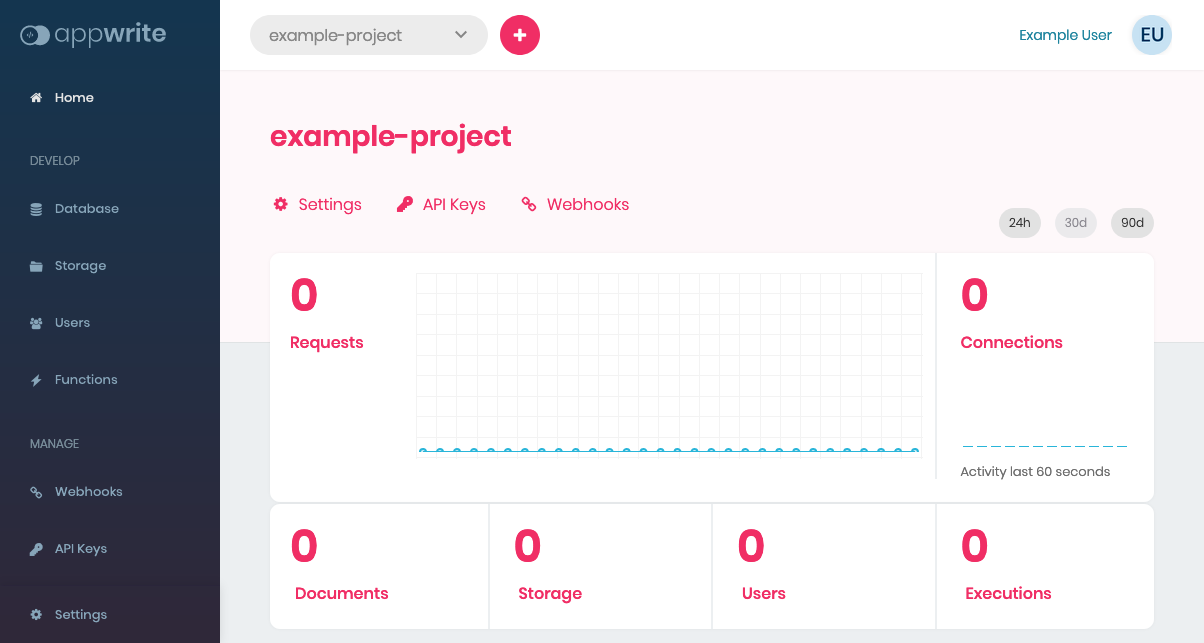 appwrite
example-project
Example User
EU
Home
DEVELOP
Database
Storage
Users
Functions
MANAGE
Webhooks
API Keys
Settings
example-project
Settings
API Keys
Webhooks
24h
30d
90d
0
Requests
0
Connections
Activity last 60 seconds
0
Documents
0
Storage
0
Users
0
Executions